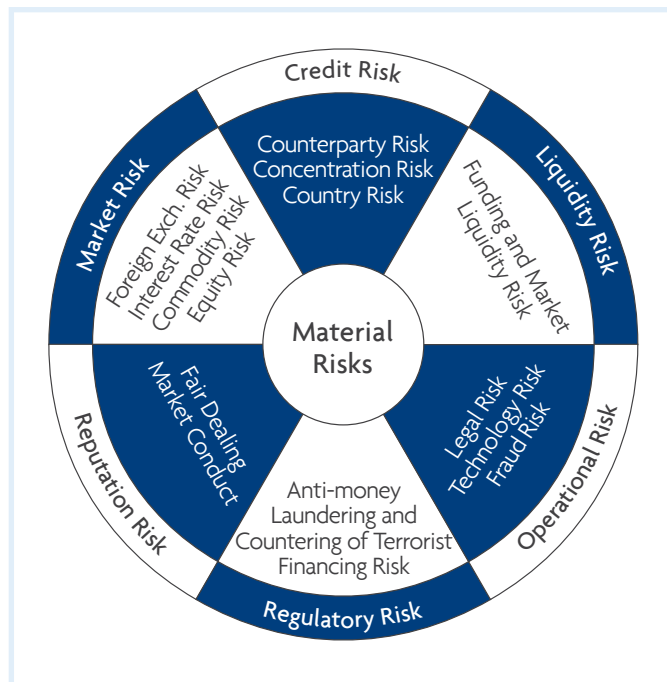 Credit Risk
Counterparty Risk
Concentration Risk
Country Risk
Liquidity Risk
Funding and Market
Liquidity Risk
Operational Risk
Legal Risk
Technology Risk
Fraud Risk
Regulatory Risk
Anti-money
Laundering and
Countering of Terrorist
Financing Risk
Reputation Risk
Fair Dealing
Market Conduct
Market Risk
Foreign Exch. Risk
Interest Rate Risk
Commodity Risk
Equity Risk
Material
Risks